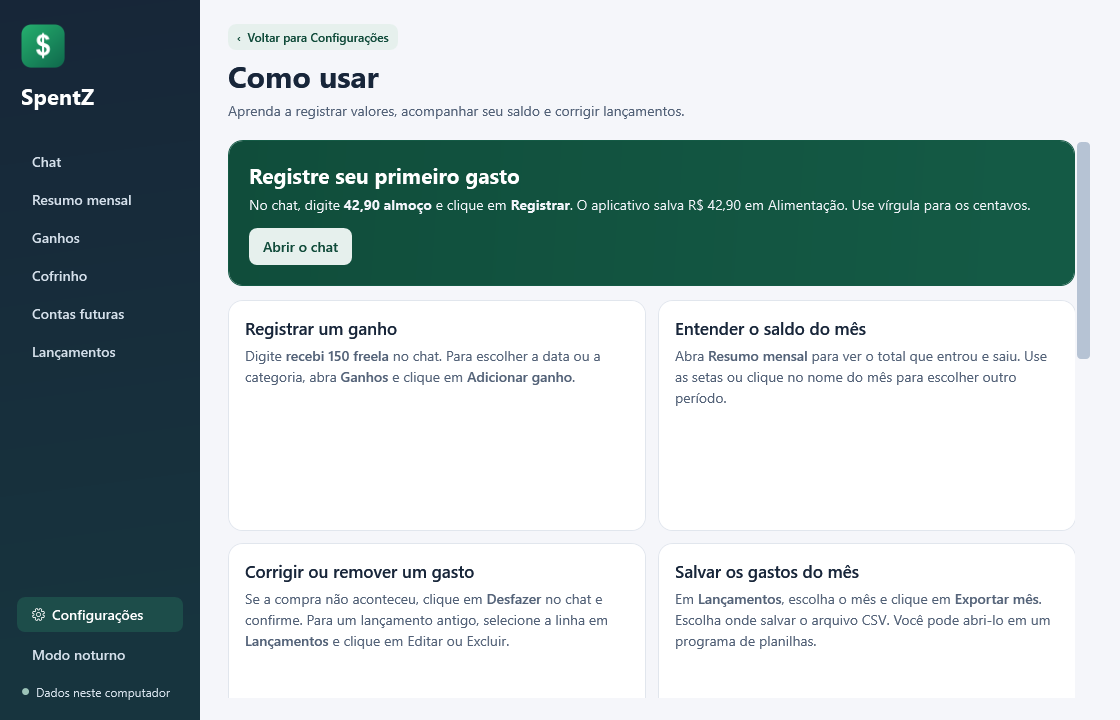 $
SpentZ
Chat
Resumo mensal
Ganhos
Cofrinho
Contas futuras
Lançamentos
Configurações
Modo noturno
Dados neste computador
‹ Voltar para Configurações
Como usar
Aprenda a registrar valores, acompanhar seu saldo e corrigir lançamentos.
Registre seu primeiro gasto
No chat, digite 42,90 almoço e clique em Registrar. O aplicativo salva R$ 42,90 em Alimentação. Use vírgula para os centavos.
Abrir o chat
Registrar um ganho
Digite recebi 150 freela no chat. Para escolher a data ou a
categoria, abra Ganhos e clique em Adicionar ganho.
Entender o saldo do mês
Abra Resumo mensal para ver o total que entrou e saiu. Use
as setas ou clique no nome do mês para escolher outro
período.
Corrigir ou remover um gasto
Se a compra não aconteceu, clique em Desfazer no chat e
confirme. Para um lançamento antigo, selecione a linha em
Lançamentos e clique em Editar ou Excluir.
Salvar os gastos do mês
Em Lançamentos, escolha o mês e clique em Exportar mês.
Escolha onde salvar o arquivo CSV. Você pode abri-lo em um
programa de planilhas.